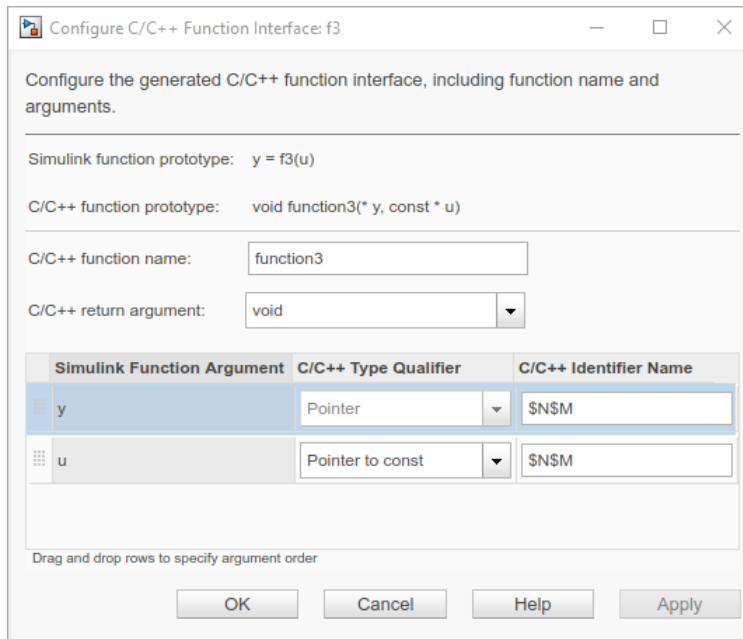 Configure C/C++ Function Interface: f3
Configure the generated C/C++ function interface, including function name and
arguments.
Simulink function prototype: y = f3(u)
C/C++ function prototype: void function3(* y, const * u)
C/C++ function name: function3
C/C++ return argument: void
Simulink Function Argument C/C++ Type Qualifier C/C++ Identifier Name
y Pointer $N$M
u Pointer to const $N$M
Drag and drop rows to specify argument order
OK Cancel Help Apply